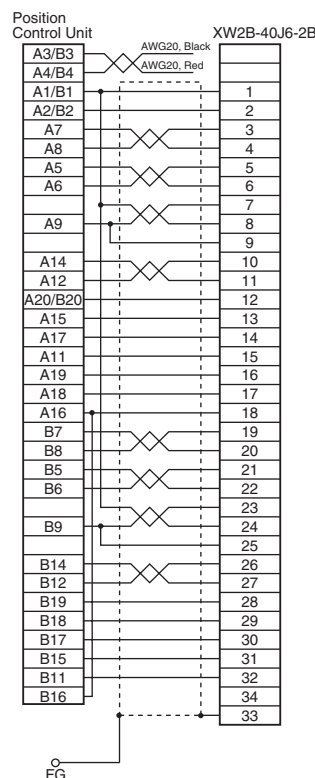 Position
Control Unit
XW2B-40J6-2B
A3/B3
AWG20, Black
A4/B4
AWG20, Red
A1/B1 1
A2/B2 2
A7 3
A8 4
A5 5
A6 6
7
A9 8
9
A14 10
A12 11
A20/B20 12
A15 13
A17 14
A11 15
A19 16
A18 17
A16 18
B7 19
B8 20
B5 21
B6 22
23
B9 24
25
B14 26
B12 27
B19 28
B18 29
B17 30
B15 31
B11 32
B16 34
33
FG